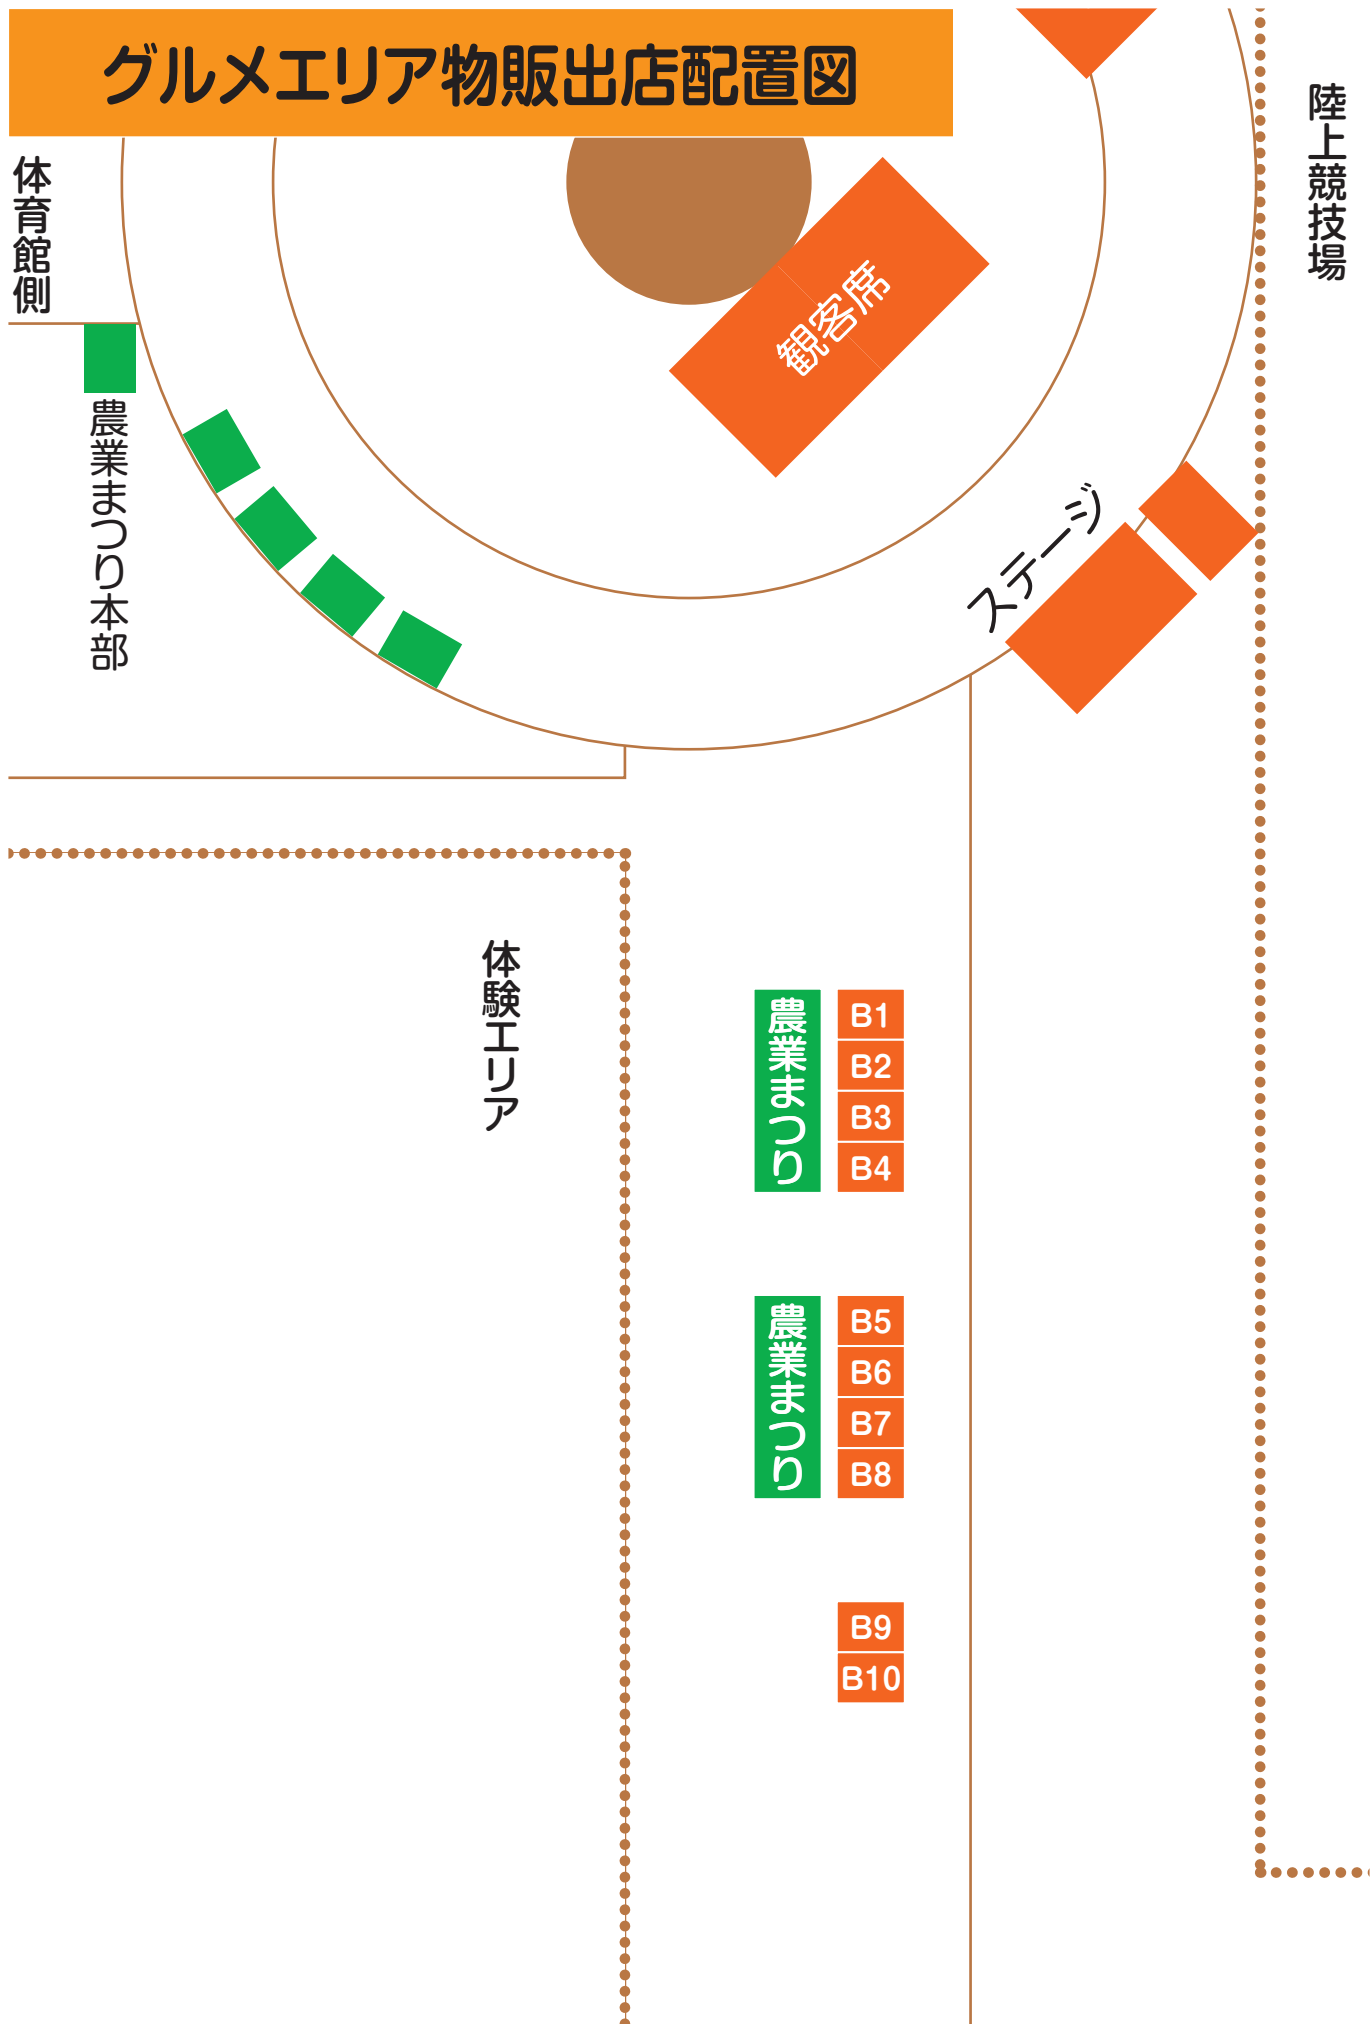 グルメエリア物販出店配置図
体育館側
陸上競技場
観客席
農業まつり本部
ステージ
体験エリア
農業まつり
B1
B2
B3
B4
農業まつり
B5
B6
B7
B8
B9
B10